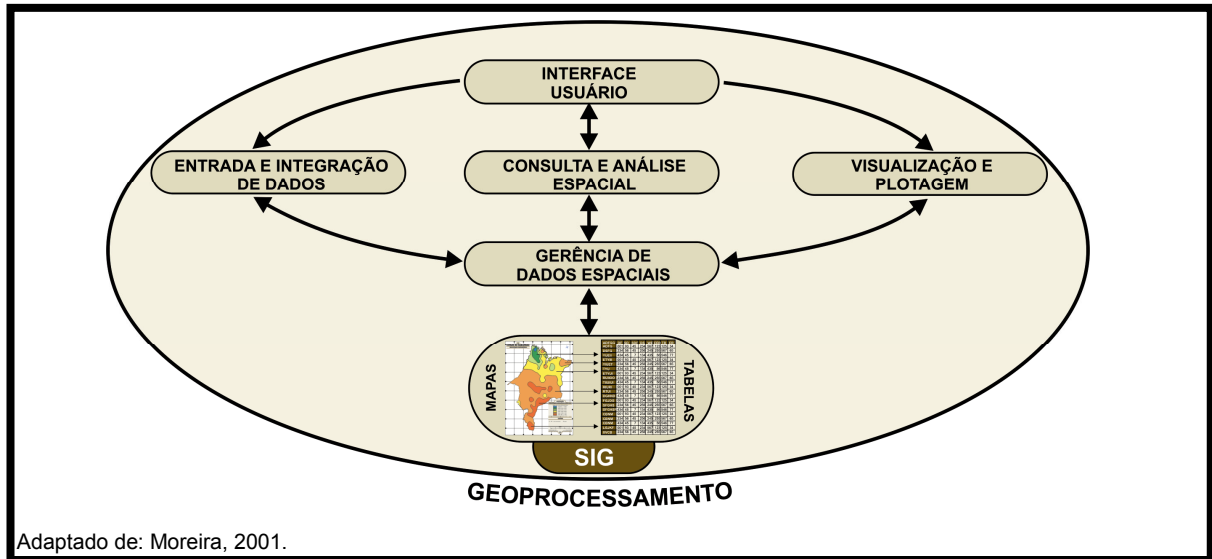 INTERFACE
USUÁRIO
ENTRADA E INTEGRAÇÃO
DE DADOS
CONSULTA E ANÁLISE
ESPACIAL
VISUALIZAÇÃO E
PLOTAGEM
GERÊNCIA DE
DADOS ESPACIAIS
MAPAS
TABELAS
SIG
GEOPROCESSAMENTO
Adaptado de: Moreira, 2001.